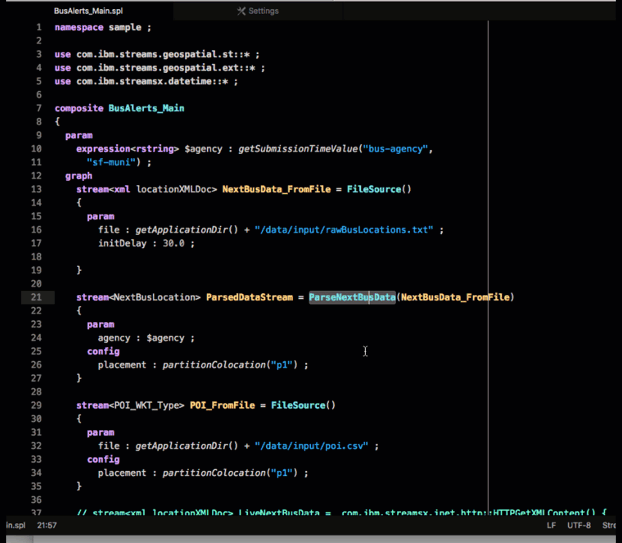 BusAlerts_Main.spl
Settings
1 namespace sample ;
2
3 use com.ibm.streams.geospatial.st::* ;
4 use com.ibm.streams.geospatial.ext::* ;
5 use com.ibm.streamsx.datetime::* ;
6
7 composite BusAlerts_Main
8 {
9 param
10 expression<rstring> $agency : getSubmissionTimeValue("bus-agency",
11 "sf-muni") ;
12 graph
13 stream<xml locationXMLDoc> NextBusData_FromFile = FileSource()
14 {
15 param
16 file : getApplicationDir() + "/data/input/rawBusLocations.txt" ;
17 initDelay : 30.0 ;
18
19 }
20
21 stream<NextBusLocation> ParsedDataStream = ParseNextBusData(NextBusData_FromFile)
22 {
23 param
24 agency : $agency ;
25 config
26 placement : partitionColocation("p1") ;
27 }
28
29 stream<POI_WKT_Type> POI_FromFile = FileSource()
30 {
31 param
32 file : getApplicationDir() + "/data/input/poi.csv" ;
33 config
34 placement : partitionColocation("p1") ;
35 }
36
37 // stream<xml locationXMLDoc> LiveNextBusData = com.ibm.streamsx.inet.http::HTTPGetXMLContent() {
in.spl 21:57 LF UTF-8 Stre